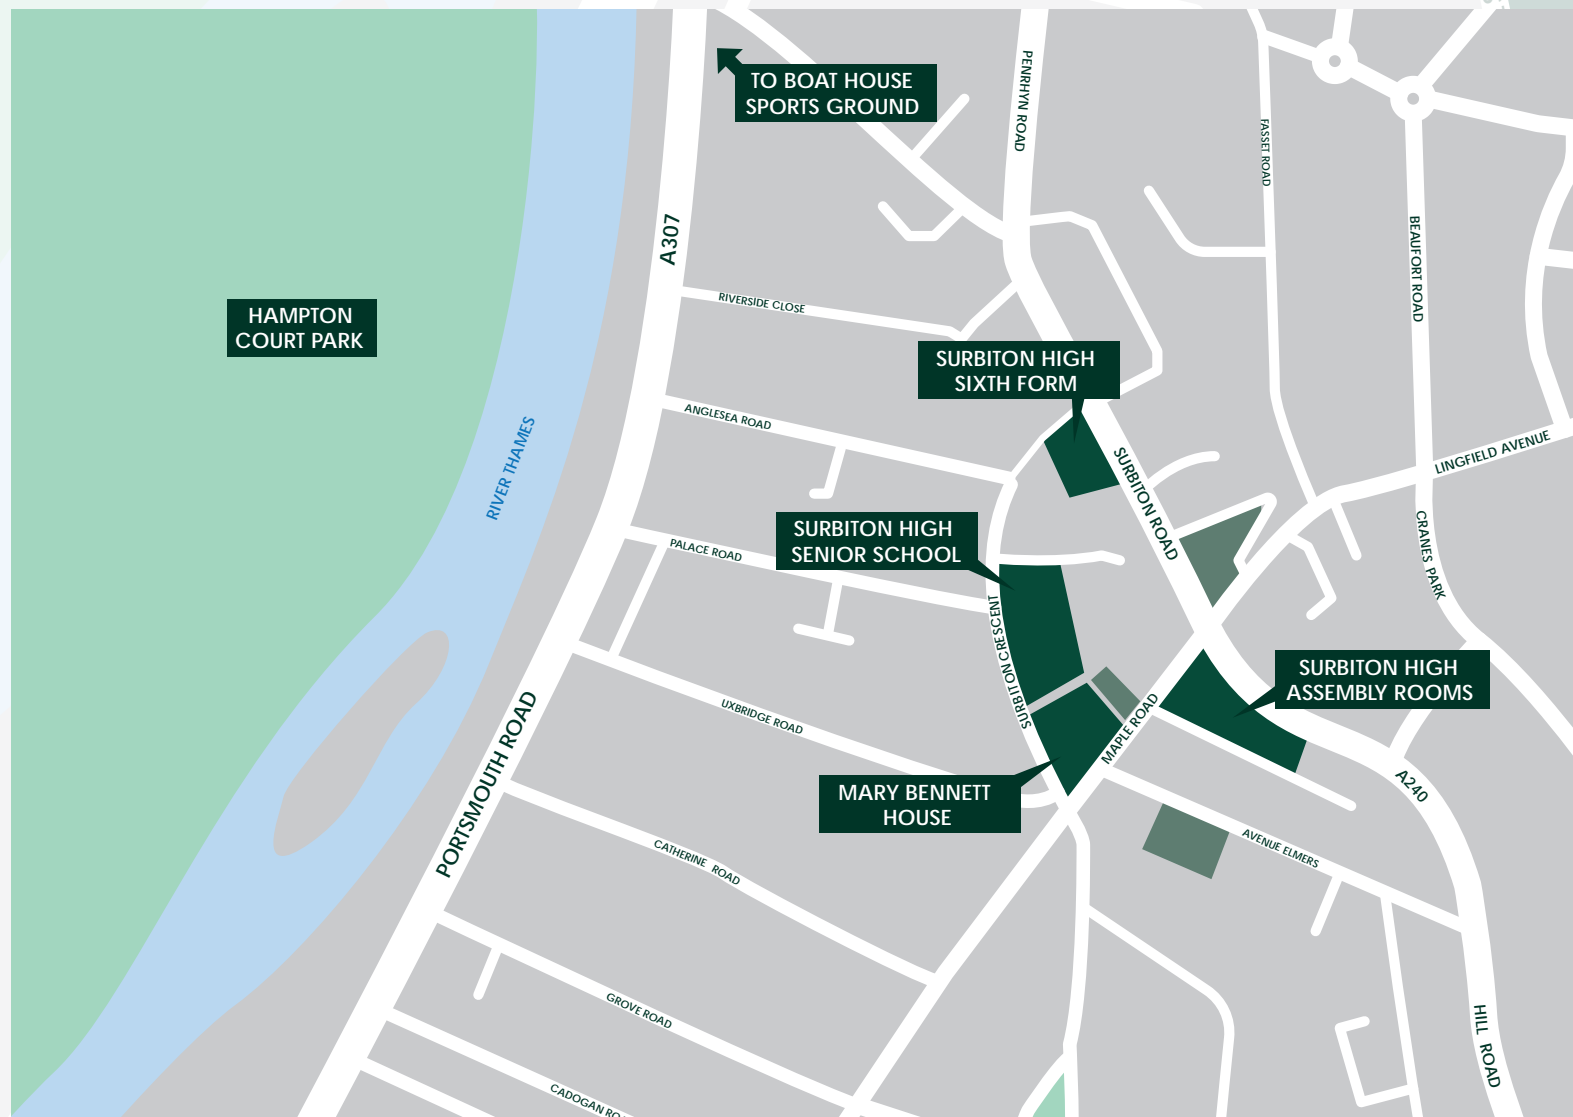 TO BOAT HOUSE
SPORTS GROUND
PENRHYN ROAD
FASSET ROAD
A307
BEAUFORT ROAD
RIVERSIDE CLOSE
HAMPTON
COURT PARK
SURBITON HIGH
SIXTH FORM
ANGLESEA ROAD
RIVER THAMES
LINGFIELD AVENUE
SURBITON ROAD
SURBITON HIGH
SENIOR SCHOOL
PALACE ROAD
CRANES PARK
SURBITON CRESCENT
SURBITON HIGH
ASSEMBLY ROOMS
UXBRIDGE ROAD
MAPLE ROAD
PORTSMOUTH ROAD
MARY BENNETT
HOUSE
A240
CATHERINE ROAD
AVENUE ELMERS
GROVE ROAD
HILL ROAD
CADOGAN